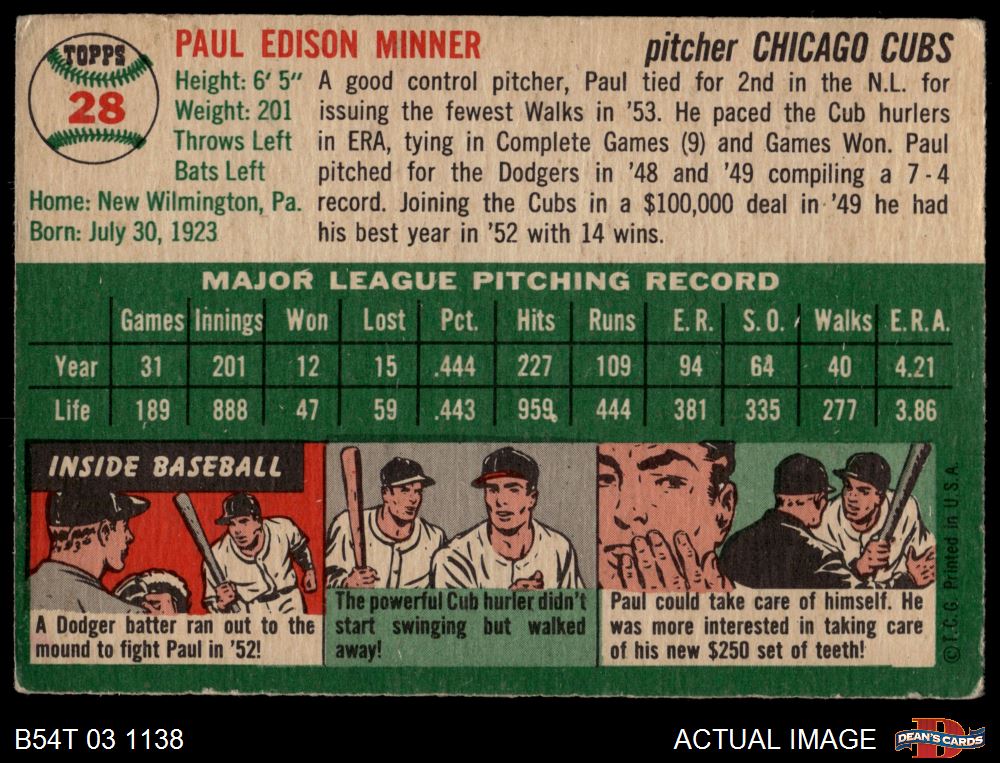 TOPPS
28
PAUL EDISON MINNER
pitcher CHICAGO CUBS
Height: 6' 5"
Weight: 201
Throws Left
Bats Left
Home: New Wilmington, Pa.
Born: July 30, 1923
A good control pitcher, Paul tied for 2nd in the N.L. for
issuing the fewest Walks in '53. He paced the Cub hurlers
in ERA, tying in Complete Games (9) and Games Won. Paul
pitched for the Dodgers in '48 and '49 compiling a 7-4
record. Joining the Cubs in a $100,000 deal in '49 he had
his best year in '52 with 14 wins.
MAJOR LEAGUE PITCHING RECORD
Games Innings Won Lost Pct. Hits Runs E.R. S.O. Walks E.R.A.
Year 31 201 12 15 .444 227 109 94 64 40 4.21
Life 189 888 47 59 .443 959 444 381 335 277 3.86
INSIDE BASEBALL
A Dodger batter ran out to the
mound to fight Paul in '52!
The powerful Cub hurler didn't
start swinging but walked
away!
Paul could take care of himself. He
was more interested in taking care
of his new $250 set of teeth!
© T.C.G. Printed in U.S.A.
B54T 03 1138
ACTUAL IMAGE
DEAN'S CARDS